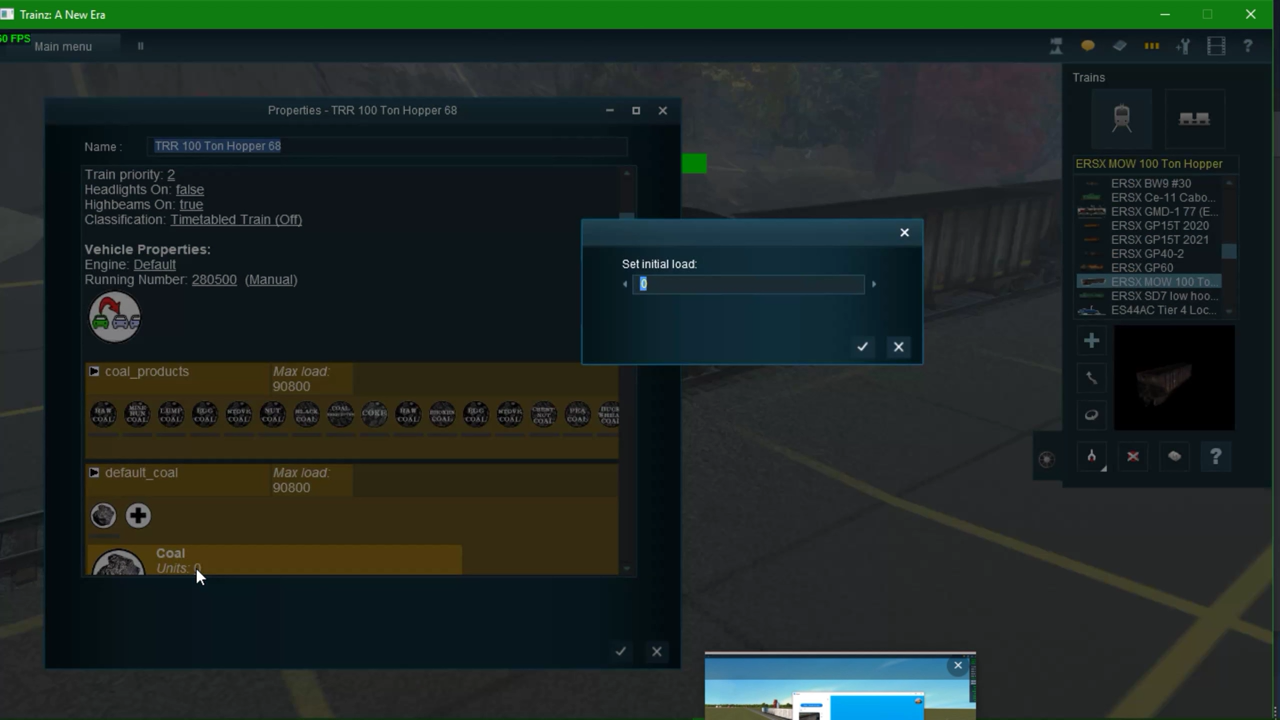 Trainz: A New Era
60 FPS
Main menu
Trains
Properties - TRR 100 Ton Hopper 68
Name :
TRR 100 Ton Hopper 68
Train priority: 2
Headlights On: false
Highbeams On: true
Classification: Timetabled Train (Off)
Vehicle Properties:
Engine: Default
Running Number: 280500 (Manual)
coal_products
Max load:
90800
COAL COAL COAL COAL
COKE
default_coal
Max load:
90800
Coal
Units: 0
Set initial load:
0
ERSX MOW 100 Ton Hopper
ERSX BW9 #30
ERSX Ce-11 Cabo...
ERSX GMD-1 77 (E...
ERSX GP15T 2020
ERSX GP15T 2021
ERSX GP40-2
ERSX GP60
ERSX MOW 100 To...
ERSX SD7 low hoo...
ES44AC Tier 4 Loc...